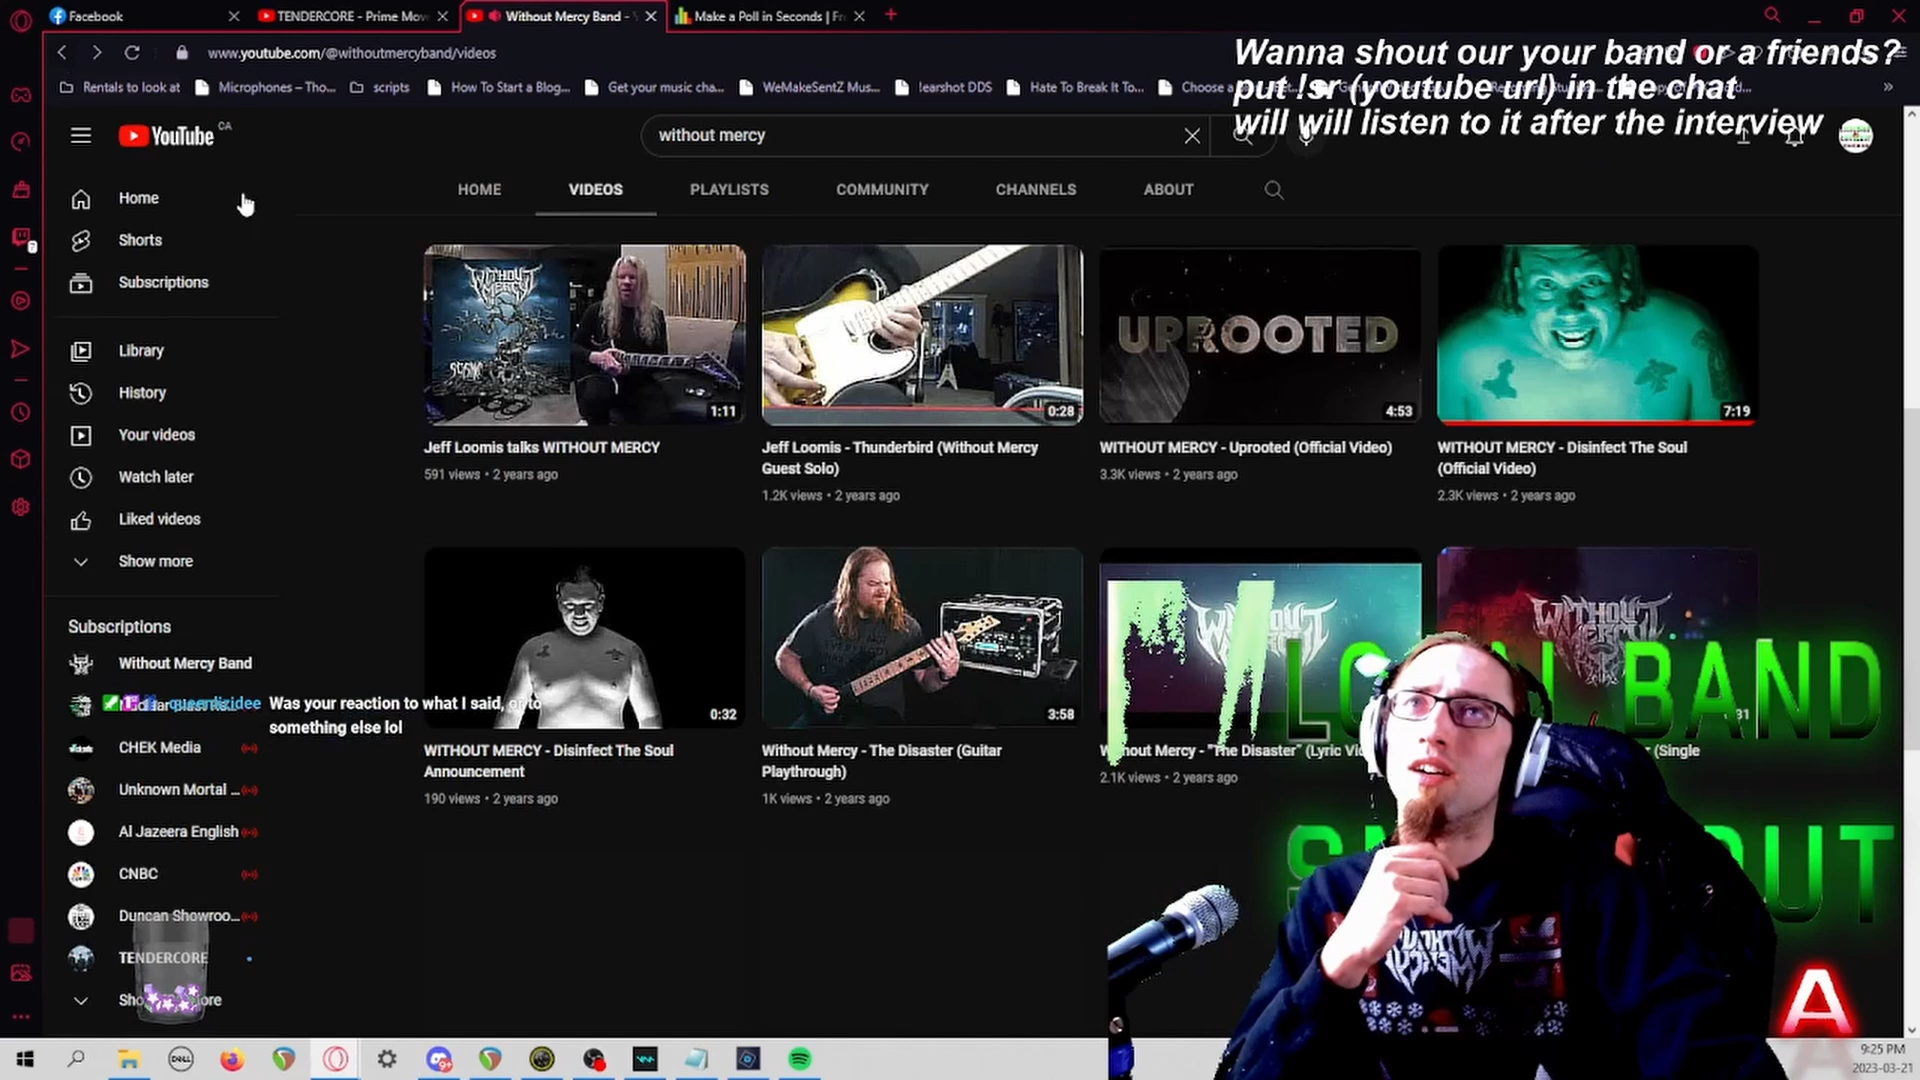 Facebook
TENDERCORE - Prime Mov
Without Mercy Band -
Make a Poll in Seconds | Fr
www.youtube.com/@withoutmercyband/videos
Wanna shout our your band or a friends?
put !sr (youtube url) in the chat
will will listen to it after the interview
Rentals to look at
Microphones – Tho...
scripts
How To Start a Blog...
Get your music cha...
WeMakeSentZ Mus...
!earshot DDS
Hate To Break It To...
YouTube
CA
without mercy
HOME
VIDEOS
PLAYLISTS
COMMUNITY
CHANNELS
ABOUT
Home
Shorts
Subscriptions
Library
History
Your videos
Watch later
Liked videos
Show more
Subscriptions
Without Mercy Band
queendizidee Was your reaction to what I said, or to
something else lol
CHEK Media
Unknown Mortal ...
Al Jazeera English
CNBC
Duncan Showroo...
TENDERCORE
WITHOUT
MERCY
1:11
Jeff Loomis talks WITHOUT MERCY
591 views • 2 years ago
0:28
Jeff Loomis - Thunderbird (Without Mercy
Guest Solo)
1.2K views • 2 years ago
UPROOTED
4:53
WITHOUT MERCY - Uprooted (Official Video)
3.3K views • 2 years ago
7:19
WITHOUT MERCY - Disinfect The Soul
(Official Video)
2.3K views • 2 years ago
0:32
WITHOUT MERCY - Disinfect The Soul
Announcement
190 views • 2 years ago
3:58
Without Mercy - The Disaster (Guitar
Playthrough)
1K views • 2 years ago
Without Mercy - "The Disaster" (Lyric Vi
2.1K views • 2 years ago
(Single
BAND
A
9:25 PM
2023-03-21